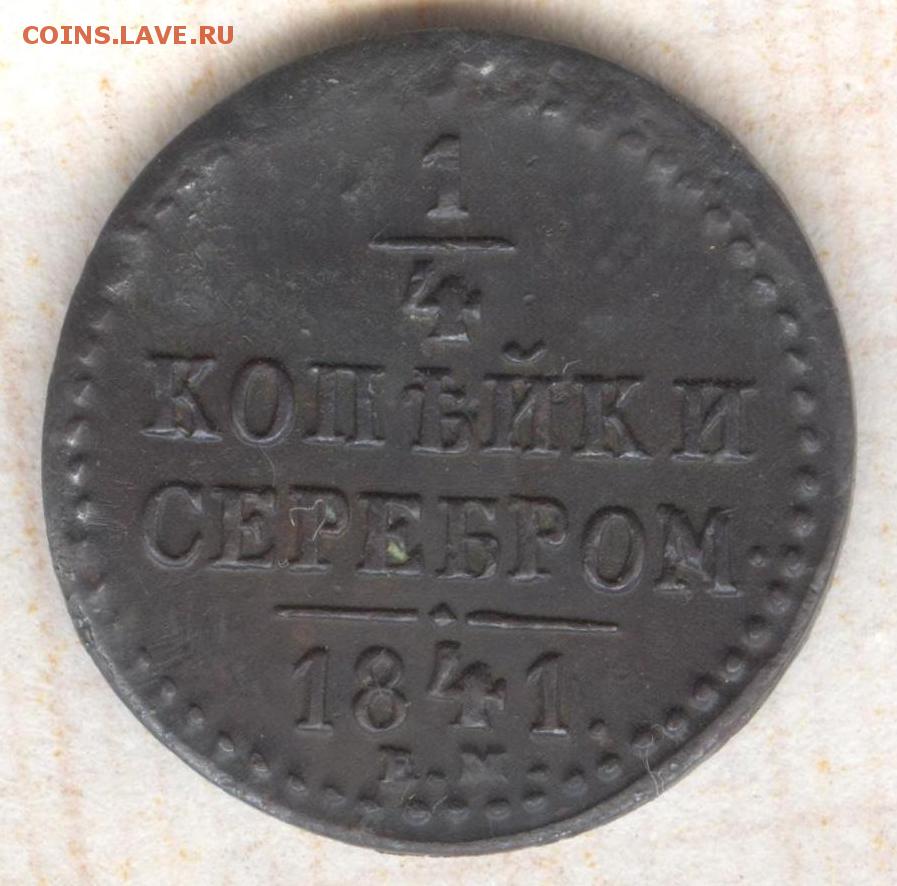 COINS.LAVE.RU
1
4
КОПѢЙКИ
СЕРЕБРОМ.
1841.
Е.М.